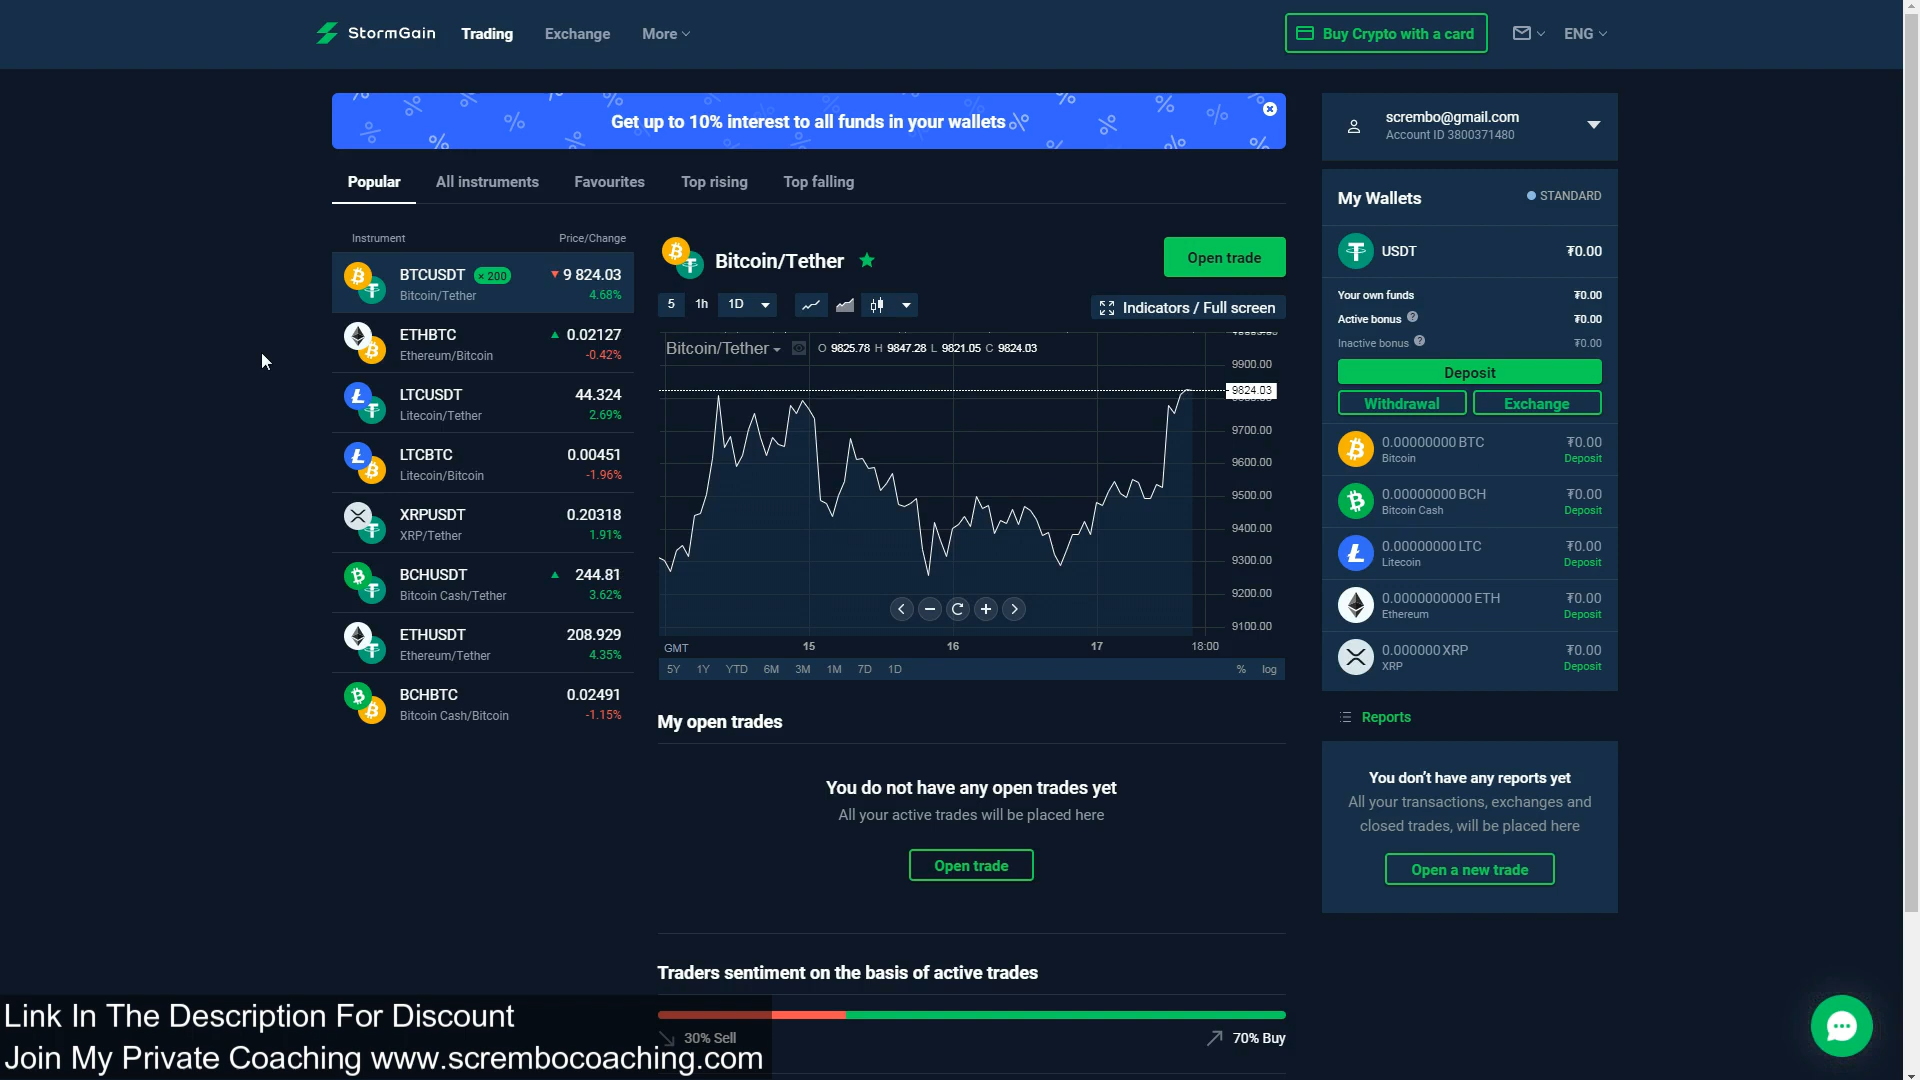 StormGain
Trading
Exchange
More
Buy Crypto with a card
ENG
Get up to 10% interest to all funds in your wallets
scrembo@gmail.com
Account ID 3800371480
Popular
All instruments
Favourites
Top rising
Top falling
Instrument
Price/Change
BTCUSDT ×200 9 824.03
Bitcoin/Tether 4.68%
ETHBTC 0.02127
Ethereum/Bitcoin -0.42%
LTCUSDT 44.324
Litecoin/Tether 2.69%
LTCBTC 0.00451
Litecoin/Bitcoin -1.96%
XRPUSDT 0.20318
XRP/Tether 1.91%
BCHUSDT 244.81
Bitcoin Cash/Tether 3.62%
ETHUSDT 208.929
Ethereum/Tether 4.35%
BCHBTC 0.02491
Bitcoin Cash/Bitcoin -1.15%
Bitcoin/Tether
Open trade
5 1h 1D
Indicators / Full screen
Bitcoin/Tether O 9825.78 H 9847.28 L 9821.05 C 9824.03
9900.00
9824.03
9700.00
9600.00
9500.00
9400.00
9300.00
9200.00
9100.00
GMT 15 16 17 18:00
5Y 1Y YTD 6M 3M 1M 7D 1D % log
My open trades
You do not have any open trades yet
All your active trades will be placed here
Open trade
Traders sentiment on the basis of active trades
30% Sell
70% Buy
My Wallets
STANDARD
USDT ₮0.00
Your own funds ₮0.00
Active bonus ? ₮0.00
Inactive bonus ? ₮0.00
Deposit
Withdrawal
Exchange
0.00000000 BTC ₮0.00
Bitcoin Deposit
0.00000000 BCH ₮0.00
Bitcoin Cash Deposit
0.00000000 LTC ₮0.00
Litecoin Deposit
0.0000000000 ETH ₮0.00
Ethereum Deposit
0.000000 XRP ₮0.00
XRP Deposit
Reports
You don't have any reports yet
All your transactions, exchanges and
closed trades, will be placed here
Open a new trade
Link In The Description For Discount
Join My Private Coaching www.scrembocoaching.com